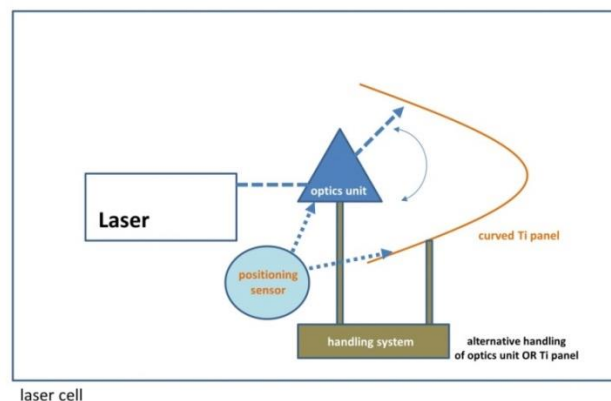 optics unit
Laser
curved Ti panel
positioning
sensor
handling system
alternative handling
of optics unit OR Ti panel
laser cell